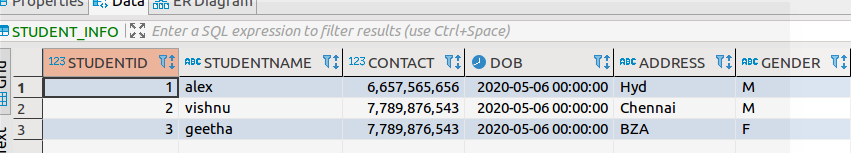 Properties Data ER Diagram
STUDENT_INFO Enter a SQL expression to filter results (use Ctrl+Space)
Grid
123 STUDENTID ABC STUDENTNAME 123 CONTACT DOB ABC ADDRESS ABC GENDER
1 1 alex 6,657,565,656 2020-05-06 00:00:00 Hyd M
2 2 vishnu 7,789,876,543 2020-05-06 00:00:00 Chennai M
3 3 geetha 7,789,876,543 2020-05-06 00:00:00 BZA F
Text